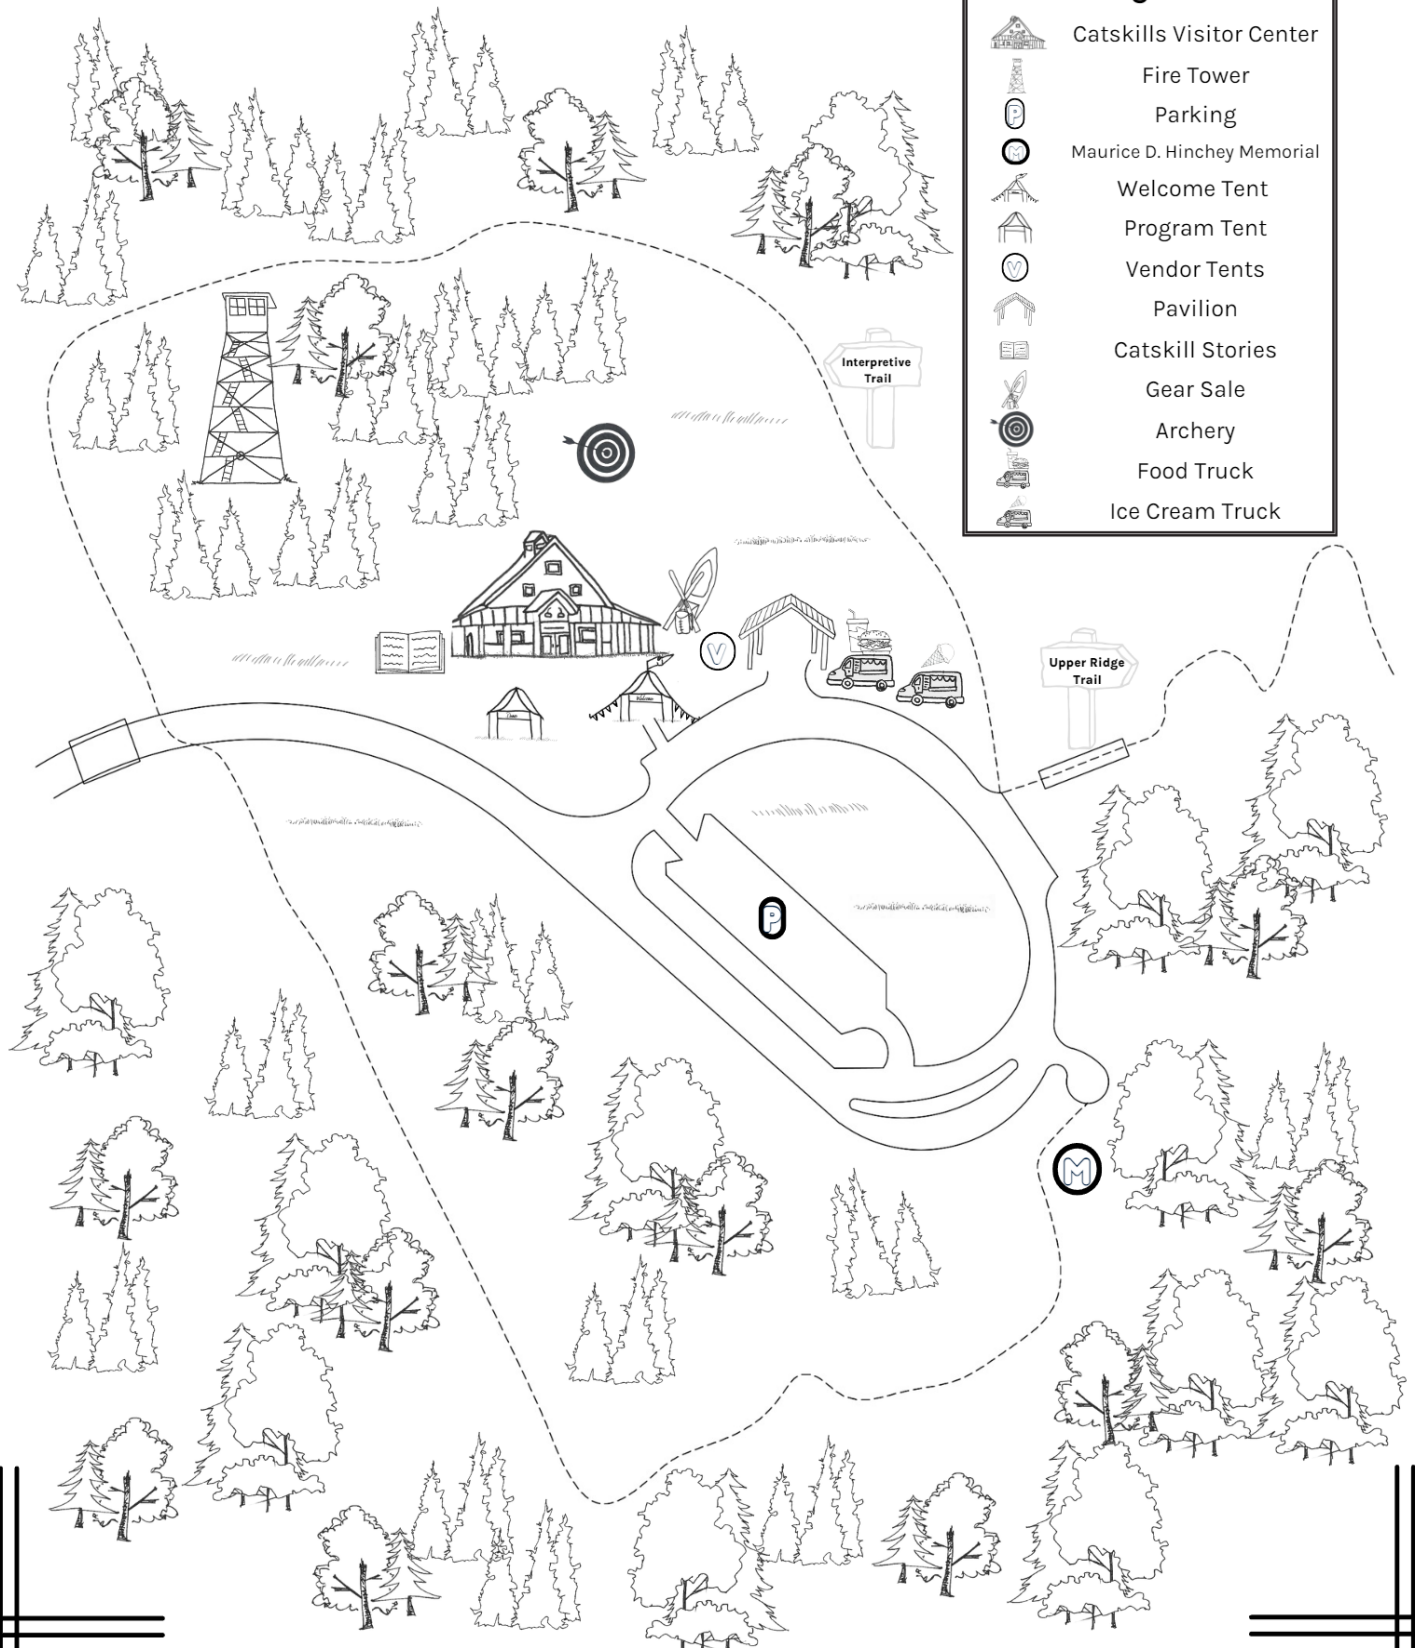 Catskills Visitor Center
Fire Tower
P
Parking
M
Maurice D. Hinchey Memorial
Welcome Tent
Program Tent
V
Vendor Tents
Pavilion
Catskill Stories
Gear Sale
Archery
Food Truck
Ice Cream Truck
Interpretive
Trail
V
Welcome
Upper Ridge
Trail
P
M